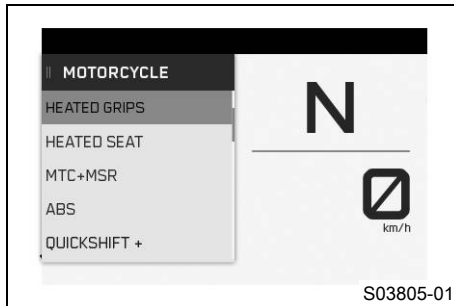 MOTORCYCLE
HEATED GRIPS
HEATED SEAT
MTC+MSR
ABS
QUICKSHIFT +
N
0
km/h
S03805-01